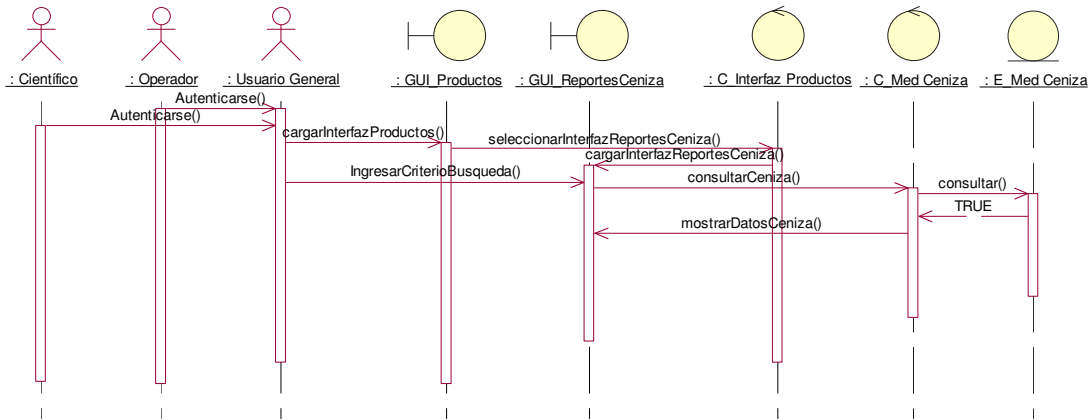 : Científico
: Operador
: Usuario General
: GUI_Productos
: GUI_ReportesCeniza
: C_Interfaz Productos
: C_Med Ceniza
: E_Med Ceniza
Autenticarse()
Autenticarse()
cargarInterfazProductos()
seleccionarInterfazReportesCeniza()
cargarInterfazReportesCeniza()
IngresarCriterioBusqueda()
consultarCeniza()
consultar()
TRUE
mostrarDatosCeniza()